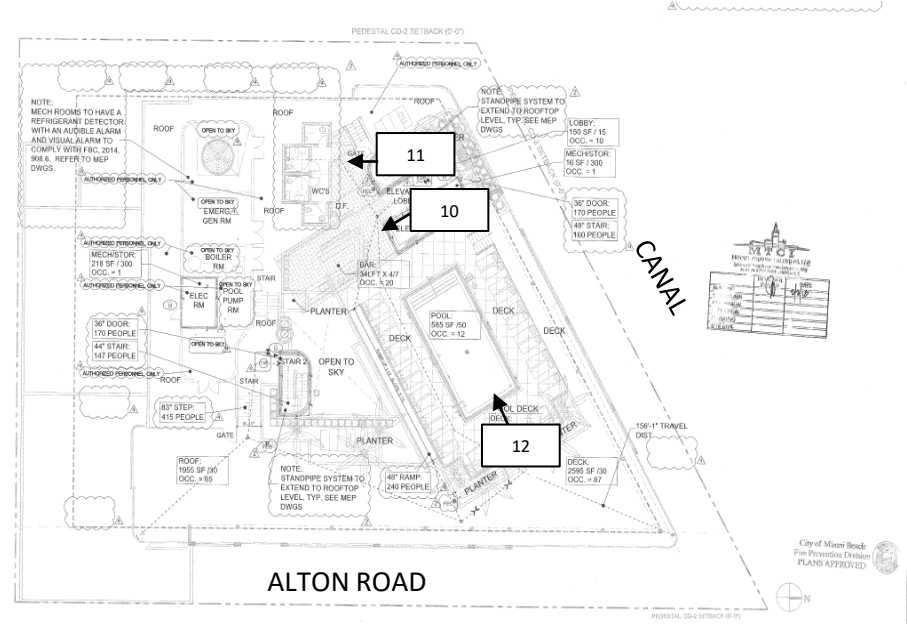 PEDESTAL CD-2 SETBACK (0'-0")
AUTHORIZED PERSONNEL ONLY
NOTE:
MECH ROOMS TO HAVE A
REFRIGERANT DETECTOR
WITH AN AUDIBLE ALARM
AND VISUAL ALARM TO
COMPLY WITH FBC, 2014,
908.6. REFER TO MEP
DWGS.
ROOF
OPEN TO SKY
ROOF
ROOF
NOTE:
STANDPIPE SYSTEM TO
EXTEND TO ROOFTOP
LEVEL, TYP. SEE MEP
DWGS
LOBBY:
150 SF / 15
OCC. = 10
MECH/STOR:
16 SF / 300
OCC. = 1
GATE
11
WC'S
D.F.
10
36" DOOR:
170 PEOPLE
48" STAIR:
160 PEOPLE
AUTHORIZED PERSONNEL ONLY
OPEN TO SKY
EMERG.
GEN RM
ROOF
AUTHORIZED PERSONNEL ONLY
MECH/STOR:
218 SF / 300
OCC. = 1
OPEN TO SKY
BOILER
RM
BAR:
34LFT X 4/7
OCC. = 20
CANAL
MTCI
AUTHORIZED PERSONNEL ONLY
ELEC
RM
OPEN TO SKY
POOL
PUMP
RM
STAIR
PLANTER
ROOF
36" DOOR:
170 PEOPLE
44" STAIR:
147 PEOPLE
OPEN TO SKY
STAIR 2
OPEN TO
SKY
DECK
POOL:
585 SF /50
OCC. = 12
DECK
DECK
AUTHORIZED PERSONNEL ONLY
ROOF
STAIR
83" STEP:
415 PEOPLE
GATE
PLANTER
12
156'-1" TRAVEL
DIST
ROOF:
1955 SF /30
OCC. = 65
NOTE:
STANDPIPE SYSTEM TO
EXTEND TO ROOFTOP
LEVEL, TYP. SEE MEP
DWGS
48" RAMP:
240 PEOPLE
PLANTER
DECK:
2595 SF /30
OCC. = 87
City of Miami Beach
Fire Prevention Division
PLANS APPROVED
ALTON ROAD
N
PEDESTAL CD-2 SETBACK (0'-0")